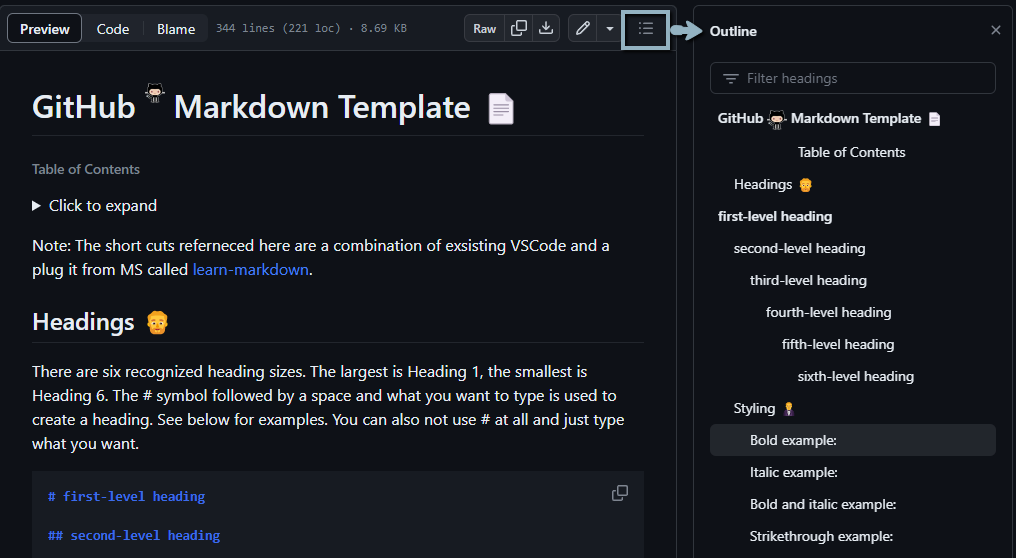 Preview Code Blame 344 lines (221 loc) · 8.69 KB Raw
GitHub Markdown Template
Table of Contents
Click to expand
Note: The short cuts referneced here are a combination of exsisting VSCode and a
plug it from MS called learn-markdown.
Headings
There are six recognized heading sizes. The largest is Heading 1, the smallest is
Heading 6. The # symbol followed by a space and what you want to type is used to
create a heading. See below for examples. You can also not use # at all and just type
what you want.
# first-level heading
## second-level heading
Outline
Filter headings
GitHub Markdown Template
Table of Contents
Headings
first-level heading
second-level heading
third-level heading
fourth-level heading
fifth-level heading
sixth-level heading
Styling
Bold example:
Italic example:
Bold and italic example:
Strikethrough example: